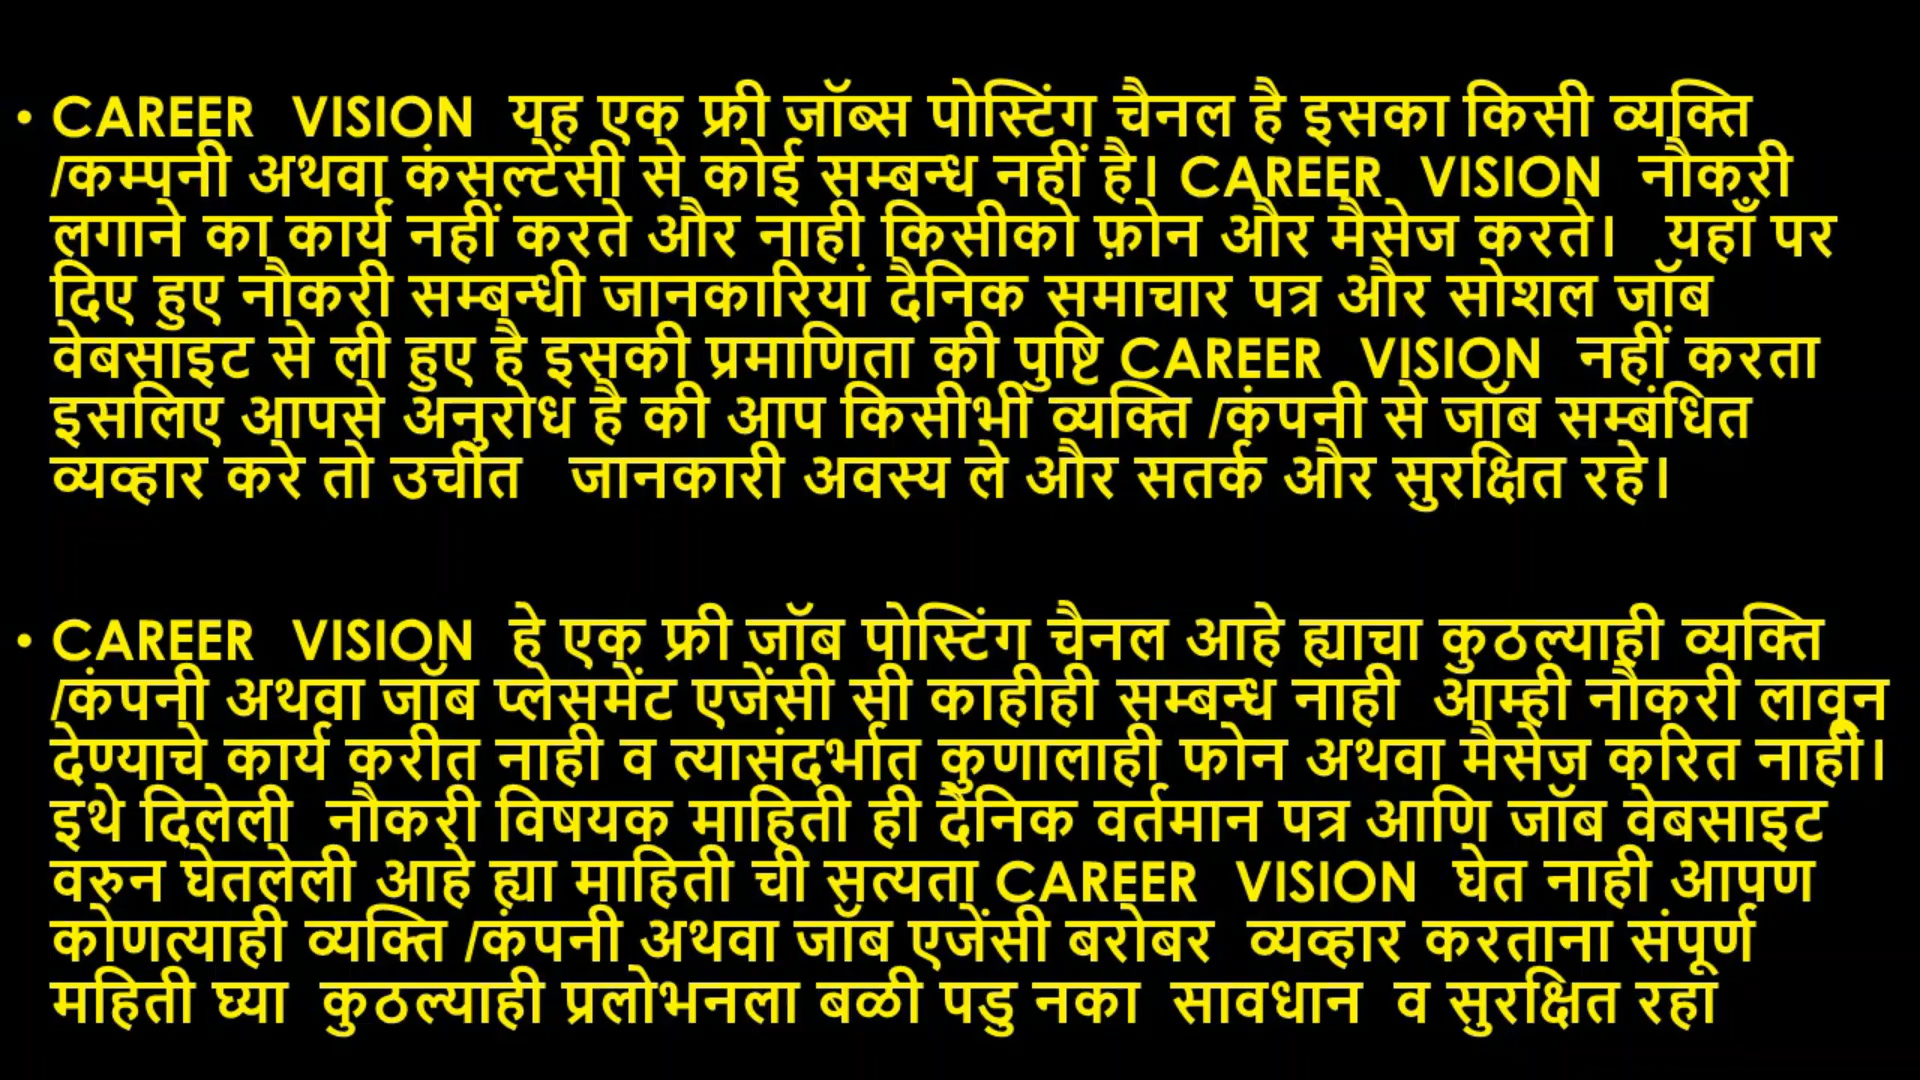 • CAREER VISION यह एक फ्री जॉब्स पोस्टिंग चैनल है इसका किसी व्यक्ति
/कम्पनी अथवा कंसल्टेंसी से कोई सम्बन्ध नहीं है। CAREER VISION नौकरी
लगाने का कार्य नहीं करते और नाही किसीको फ़ोन और मैसेज करते। यहाँ पर
दिए हुए नौकरी सम्बन्धी जानकारियां दैनिक समाचार पत्र और सोशल जॉब
वेबसाइट से ली हुए है इसकी प्रमाणिता की पुष्टि CAREER VISION नहीं करता
इसलिए आपसे अनुरोध है की आप किसीभी व्यक्ति /कंपनी से जॉब सम्बंधित
व्यव्हार करे तो उचीत जानकारी अवस्य ले और सतर्क और सुरक्षित रहे।
• CAREER VISION हे एक फ्री जॉब पोस्टिंग चैनल आहे ह्याचा कुठल्याही व्यक्ति
/कंपनी अथवा जॉब प्लेसमेंट एजेंसी सी काहीही सम्बन्ध नाही आम्ही नौकरी लावून
देण्याचे कार्य करीत नाही व त्यासंदर्भात कुणालाही फोन अथवा मैसेज करित नाही।
इथे दिलेली नौकरी विषयक माहिती ही दैनिक वर्तमान पत्र आणि जॉब वेबसाइट
वरुन घेतलेली आहे ह्या माहिती ची सत्यता CAREER VISION घेत नाही आपण
कोणत्याही व्यक्ति /कंपनी अथवा जॉब एजेंसी बरोबर व्यव्हार करताना संपूर्ण
महिती घ्या कुठल्याही प्रलोभनला बळी पडु नका सावधान व सुरक्षित रहा